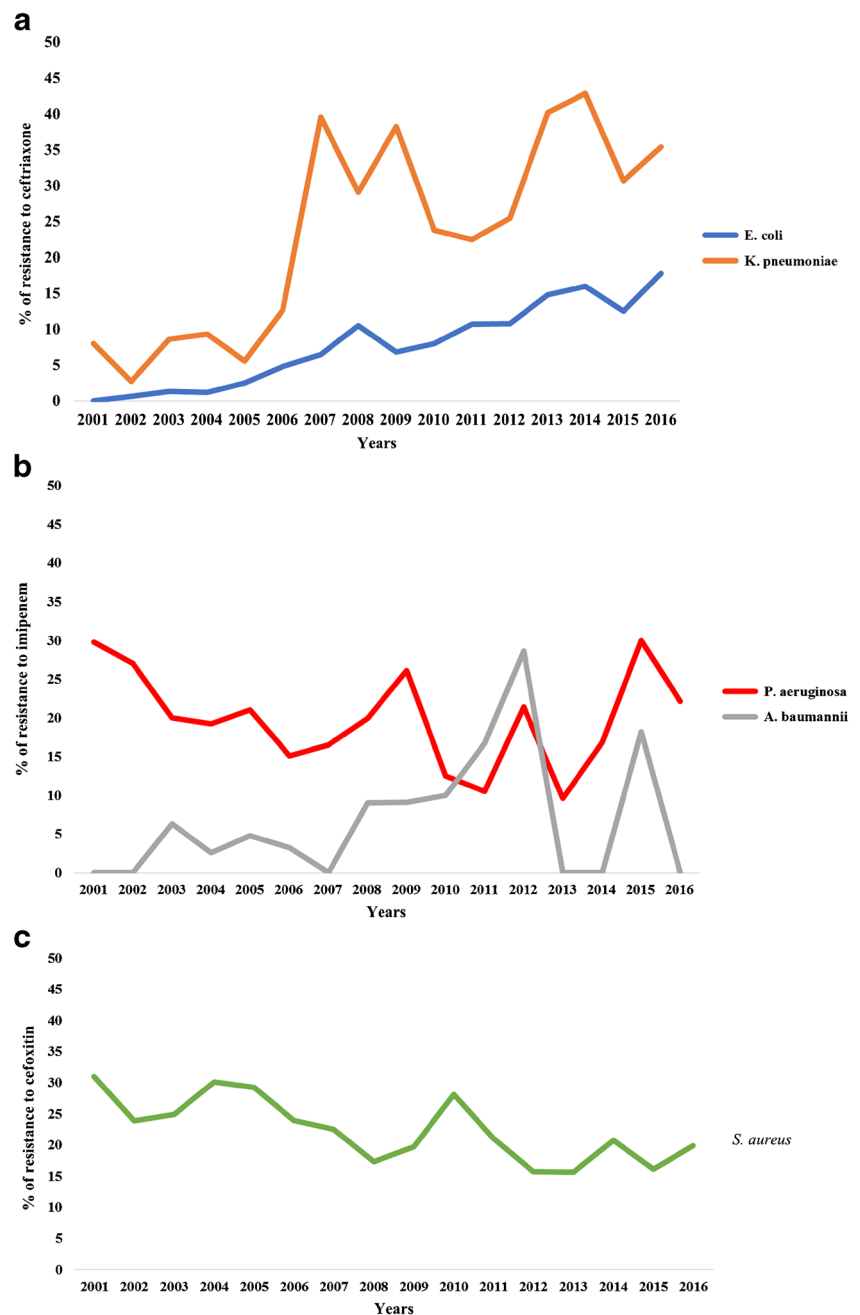 a
% of resistance to ceftriaxone
50
45
40
35
30
25
20
15
10
5
0
2001 2002 2003 2004 2005 2006 2007 2008 2009 2010 2011 2012 2013 2014 2015 2016
Years
E. coli
K. pneumoniae
b
% of resistance to imipenem
50
45
40
35
30
25
20
15
10
5
0
2001 2002 2003 2004 2005 2006 2007 2008 2009 2010 2011 2012 2013 2014 2015 2016
Years
P. aeruginosa
A. baumannii
c
% of resistance to cefoxitin
50
45
40
35
30
25
20
15
10
5
0
2001 2002 2003 2004 2005 2006 2007 2008 2009 2010 2011 2012 2013 2014 2015 2016
Years
S. aureus